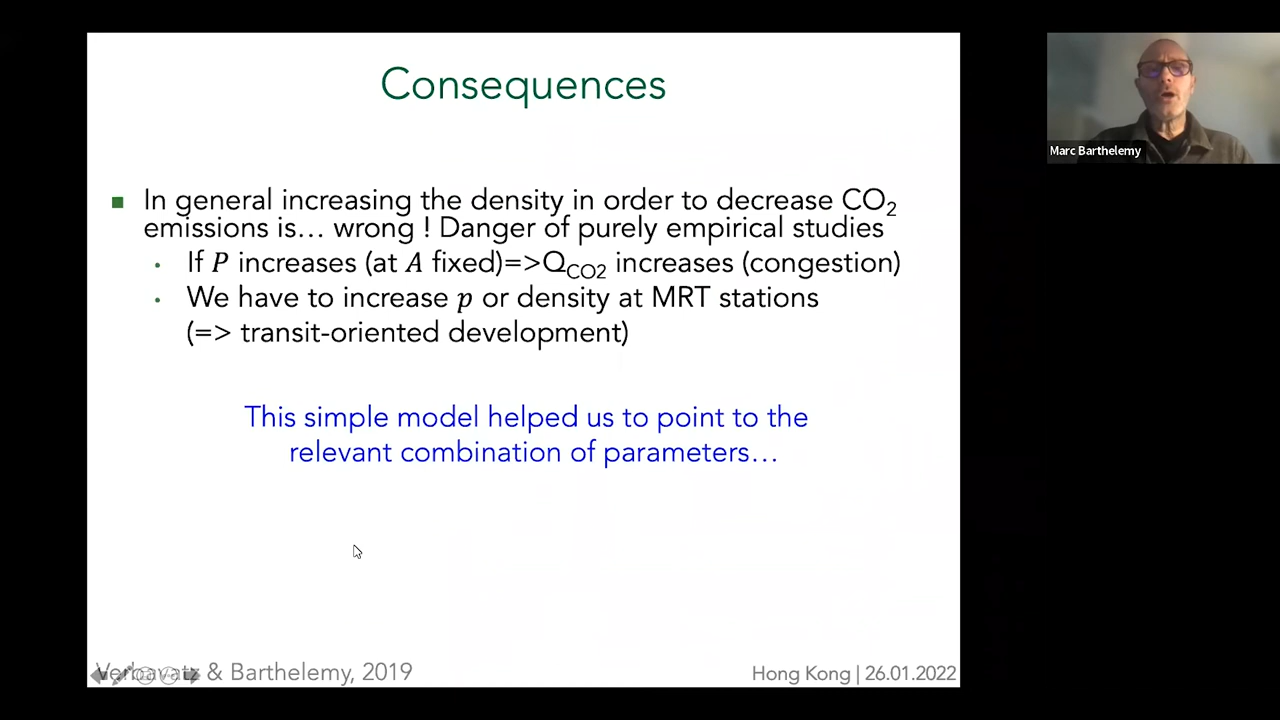 Consequences
Marc Barthelemy
■ In general increasing the density in order to decrease CO₂
emissions is... wrong ! Danger of purely empirical studies
• If P increases (at A fixed)=>Q_CO2 increases (congestion)
• We have to increase p or density at MRT stations
(=> transit-oriented development)
This simple model helped us to point to the
relevant combination of parameters...
Verbavatz & Barthelemy, 2019
Hong Kong | 26.01.2022